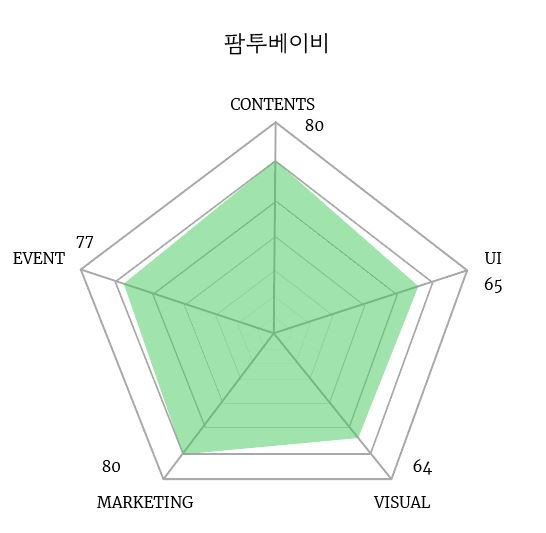 팜투베이비
CONTENTS
80
77
EVENT
UI
65
80
64
MARKETING
VISUAL